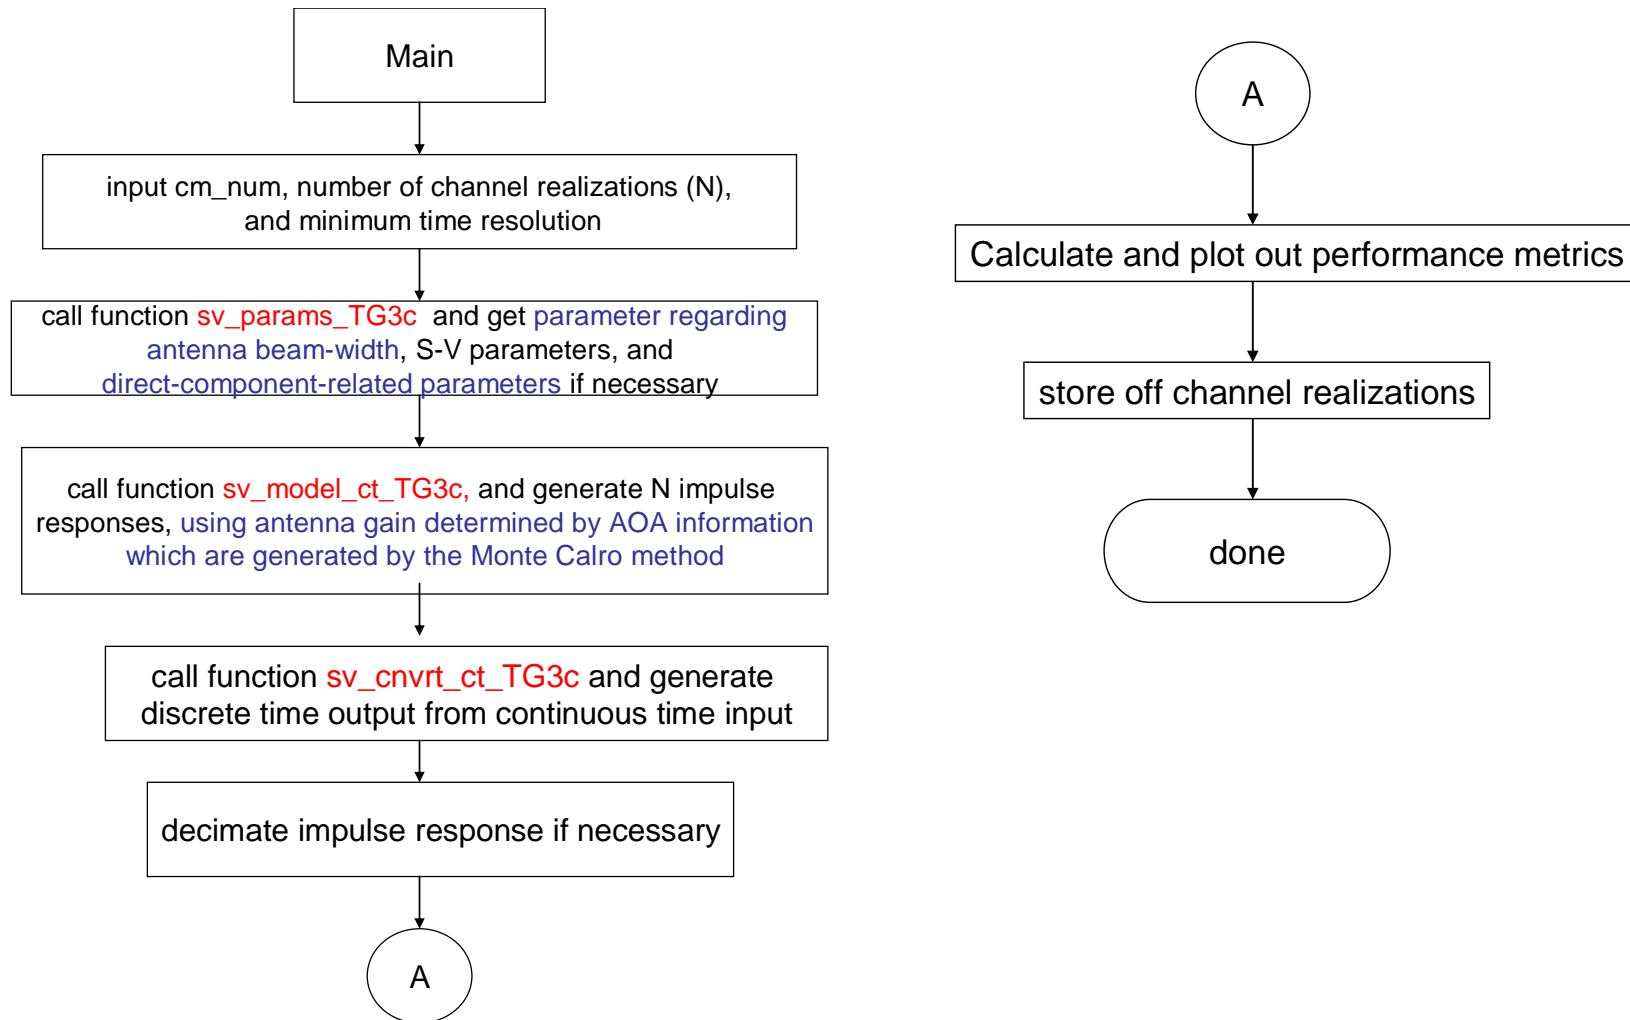 Main
input cm_num, number of channel realizations (N),
and minimum time resolution
call function sv_params_TG3c and get parameter regarding
antenna beam-width, S-V parameters, and
direct-component-related parameters if necessary
call function sv_model_ct_TG3c, and generate N impulse
responses, using antenna gain determined by AOA information
which are generated by the Monte Calro method
call function sv_cnvrt_ct_TG3c and generate
discrete time output from continuous time input
decimate impulse response if necessary
A
A
Calculate and plot out performance metrics
store off channel realizations
done